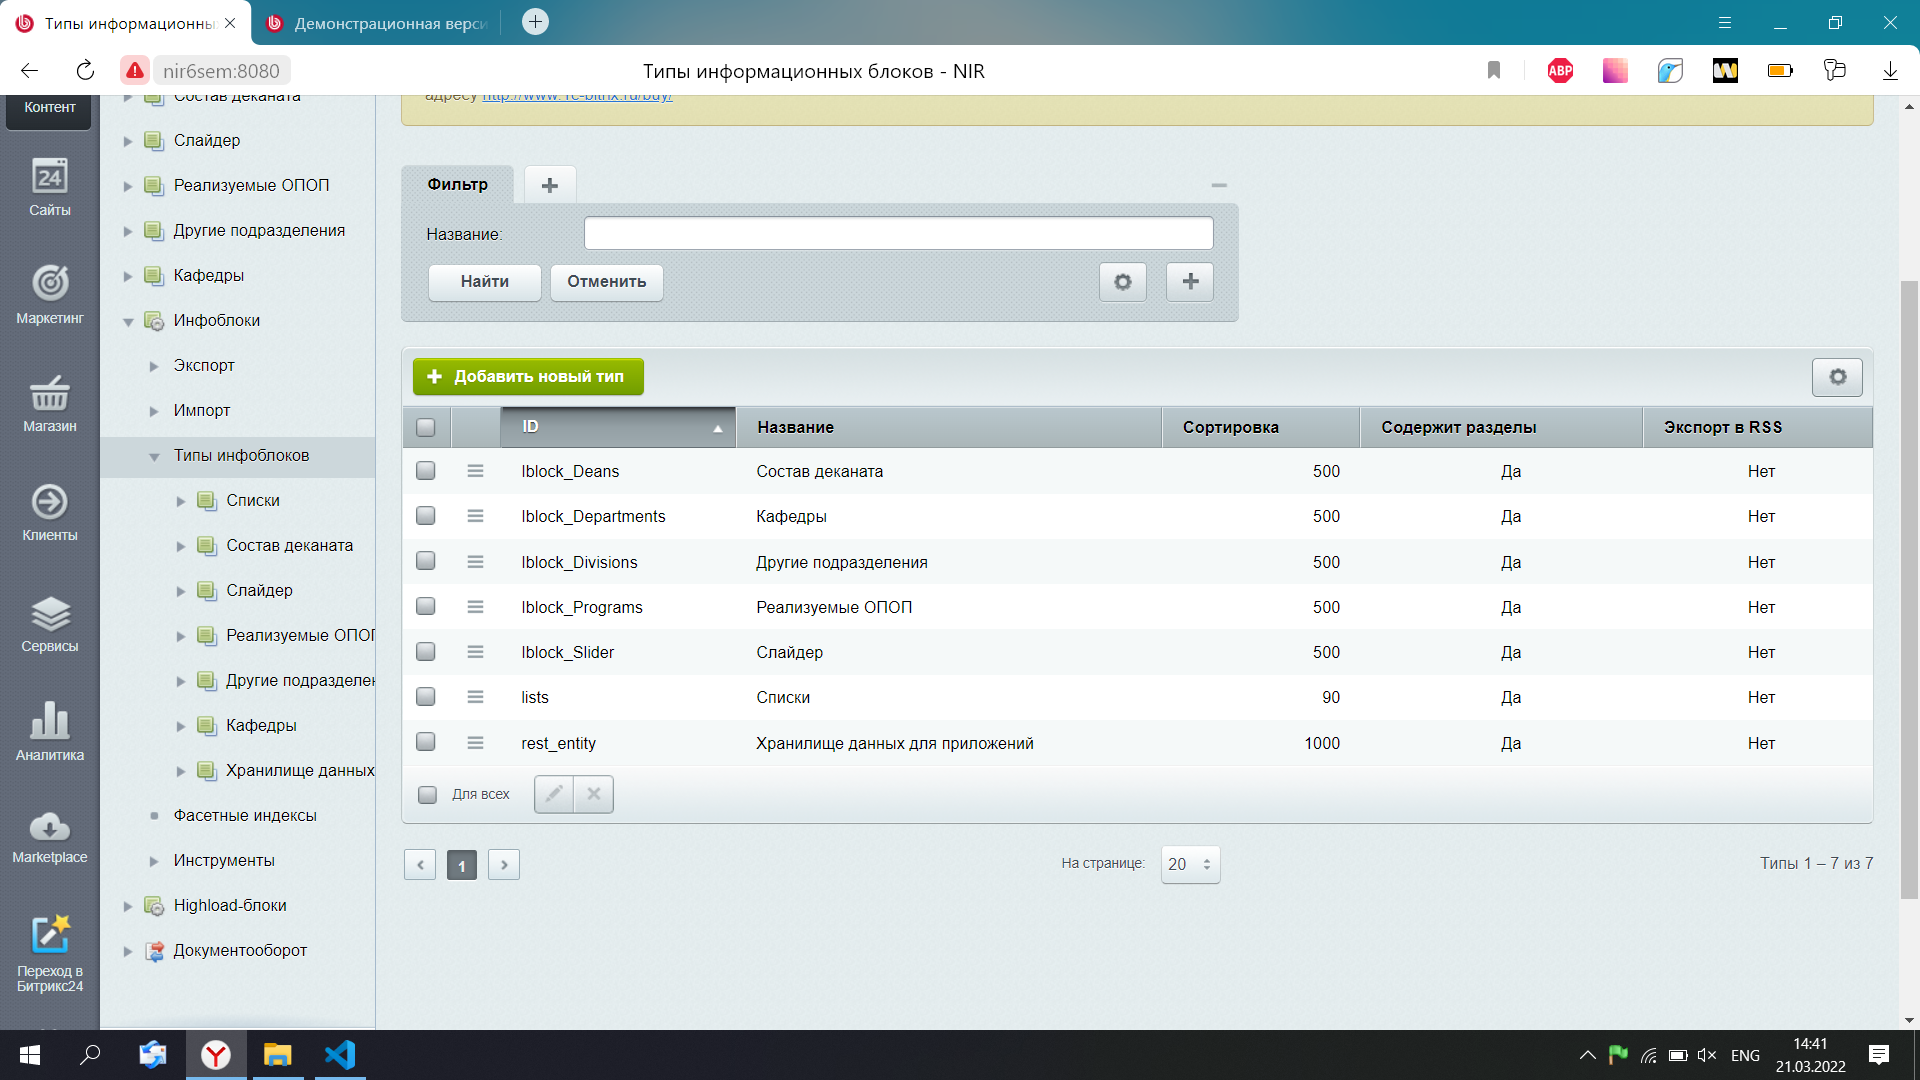 Типы информационны
Демонстрационная верси
nir6sem:8080
Типы информационных блоков - NIR
ABP
Контент
24
Сайты
Маркетинг
Магазин
Клиенты
Сервисы
Аналитика
Marketplace
Переход в
Битрикс24
Состав деканата
Слайдер
Реализуемые ОПОП
Другие подразделения
Кафедры
Инфоблоки
Экспорт
Импорт
Типы инфоблоков
Списки
Состав деканата
Слайдер
Реализуемые ОПОП
Другие подразделен
Кафедры
Хранилище данных
Фасетные индексы
Инструменты
Highload-блоки
Документооборот
адресу http://www.1c-bitrix.ru/buy/
Фильтр
Название:
Найти Отменить
Добавить новый тип
ID Название Сортировка Содержит разделы Экспорт в RSS
Iblock_Deans Состав деканата 500 Да Нет
Iblock_Departments Кафедры 500 Да Нет
Iblock_Divisions Другие подразделения 500 Да Нет
Iblock_Programs Реализуемые ОПОП 500 Да Нет
Iblock_Slider Слайдер 500 Да Нет
lists Списки 90 Да Нет
rest_entity Хранилище данных для приложений 1000 Да Нет
Для всех
1
На странице: 20
Типы 1 – 7 из 7
ENG
14:41
21.03.2022